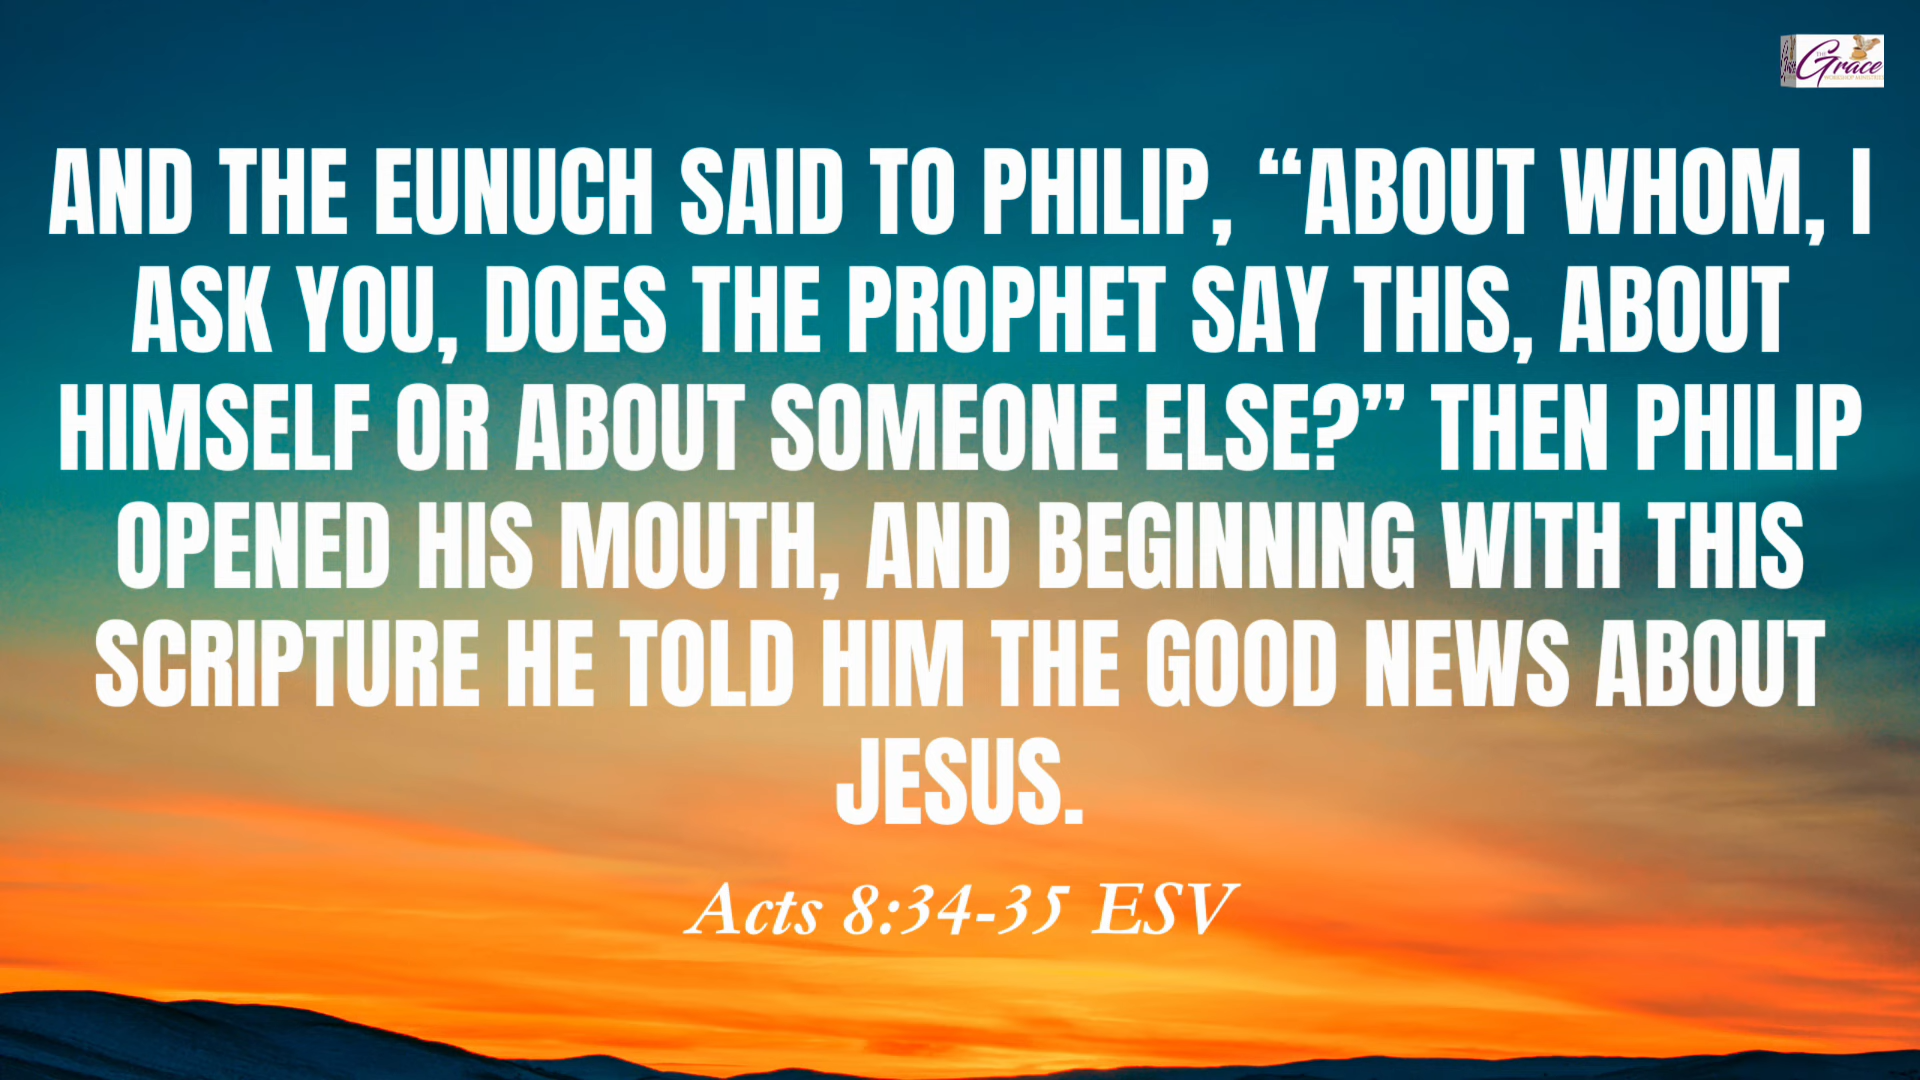 Grace
AND THE EUNUCH SAID TO PHILIP, “ABOUT WHOM, I
ASK YOU, DOES THE PROPHET SAY THIS, ABOUT
HIMSELF OR ABOUT SOMEONE ELSE?” THEN PHILIP
OPENED HIS MOUTH, AND BEGINNING WITH THIS
SCRIPTURE HE TOLD HIM THE GOOD NEWS ABOUT
JESUS.
Acts 8:34-35 ESV